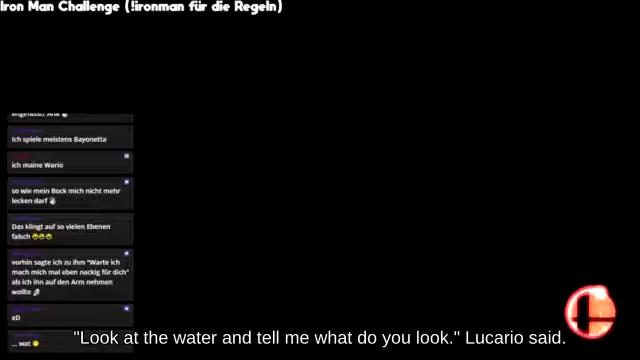 Iron Man Challenge (!ironman für die Regeln)
Ich spiele meistens Bayonetta
ich maine Wario
so wie mein Bock mich nicht mehr
lecken darf
Das klingt auf so vielen Ebenen
falsch 😂😂😂
vorhin sagte ich zu ihm "Warte ich
mach mich mal eben nackig für dich"
als ich ihn auf den Arm nehmen
wollte
xD
... wat
"Look at the water and tell me what do you look." Lucario said.